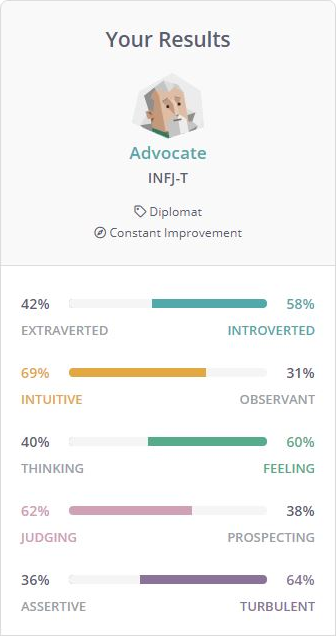 Your Results
Advocate
INFJ-T
Diplomat
Constant Improvement
42% 58%
EXTRAVERTED INTROVERTED
69% 31%
INTUITIVE OBSERVANT
40% 60%
THINKING FEELING
62% 38%
JUDGING PROSPECTING
36% 64%
ASSERTIVE TURBULENT